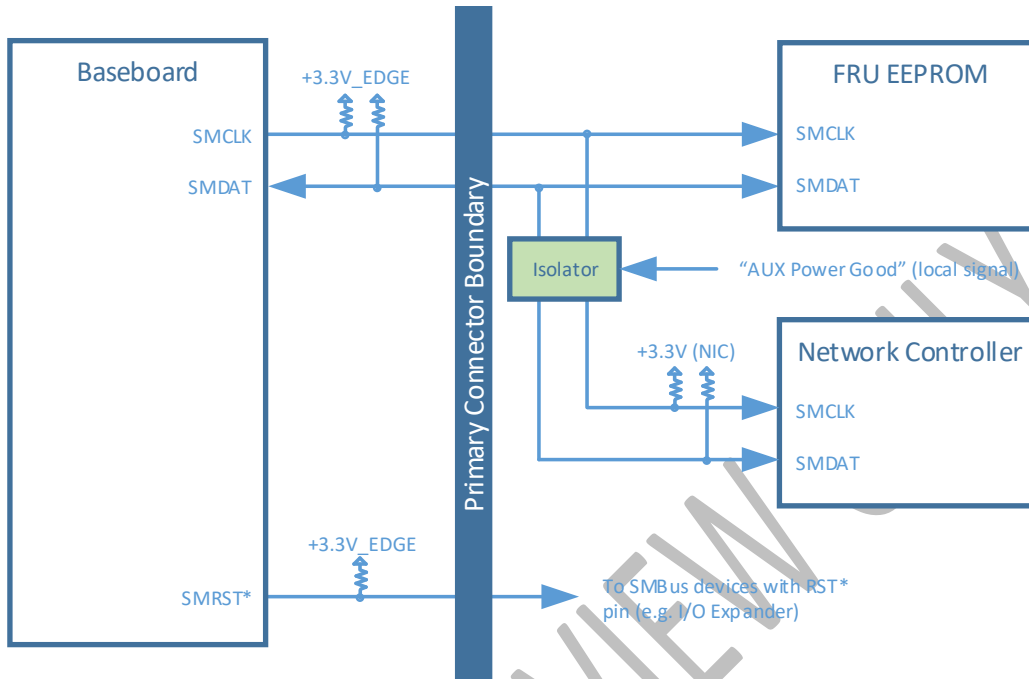 Baseboard
+3.3V_EDGE
SMCLK
SMDAT
+3.3V_EDGE
SMRST*
Primary Connector Boundary
FRU EEPROM
SMCLK
SMDAT
Isolator
“AUX Power Good” (local signal)
+3.3V (NIC)
Network Controller
SMCLK
SMDAT
To SMBus devices with RST*
pin (e.g. I/O Expander)
VIEW